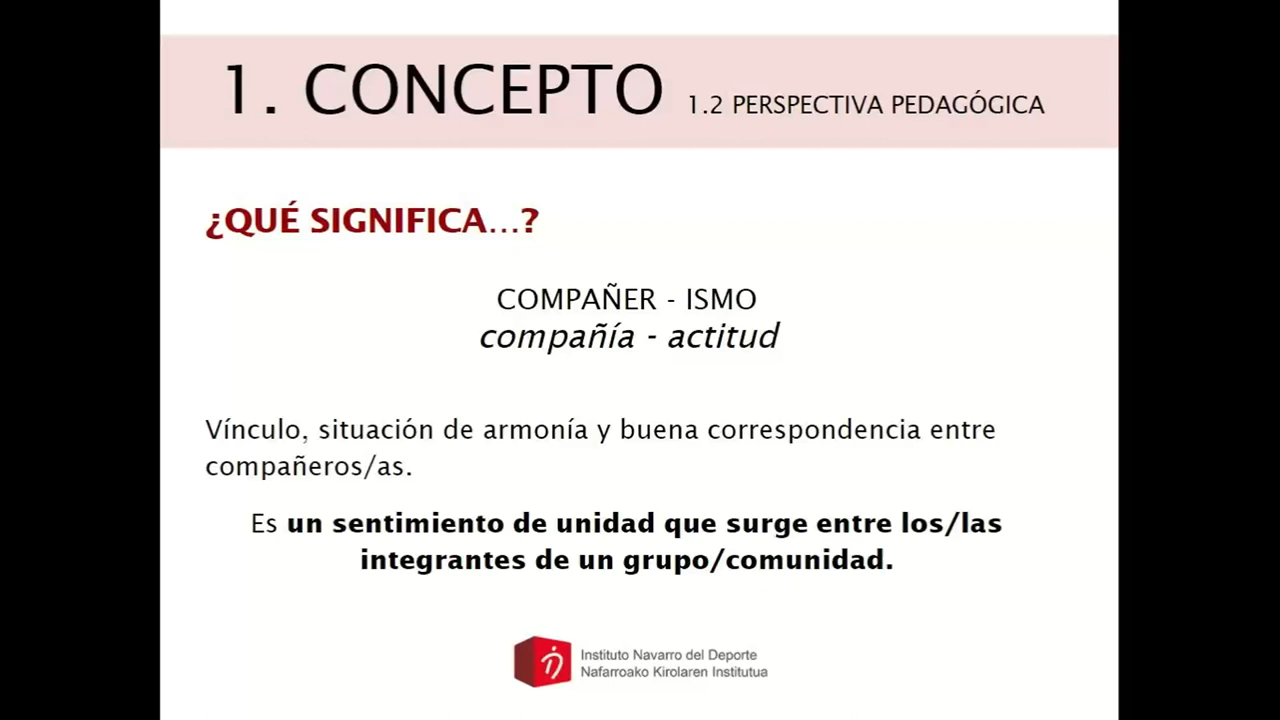 1. CONCEPTO 1.2 PERSPECTIVA PEDAGÓGICA
¿QUÉ SIGNIFICA...?
COMPAÑER - ISMO
compañía - actitud
Vínculo, situación de armonía y buena correspondencia entre
compañeros/as.
Es un sentimiento de unidad que surge entre los/las
integrantes de un grupo/comunidad.
Instituto Navarro del Deporte
Nafarroako Kirolaren Institutua